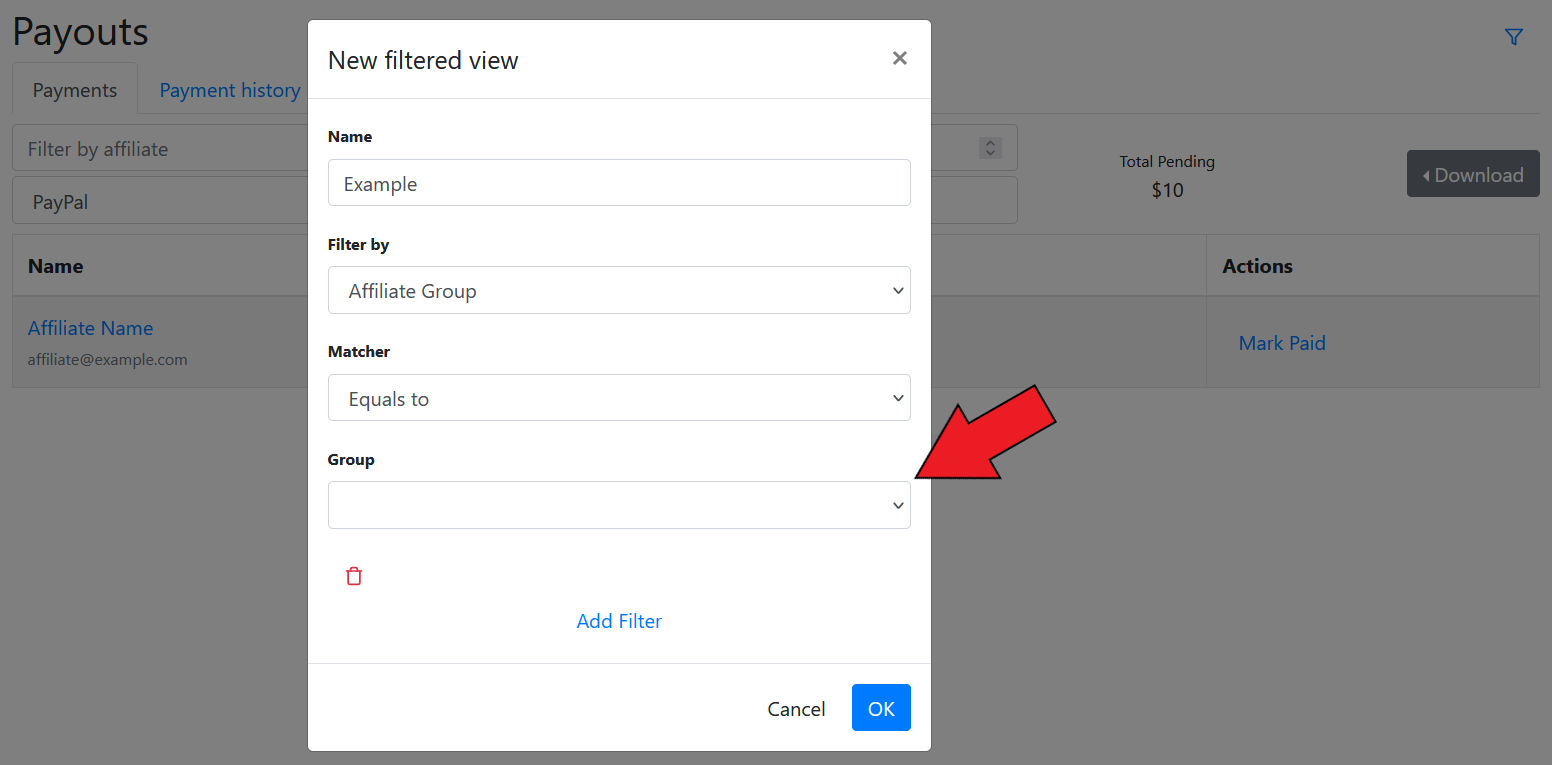 Payouts
Payments
Payment history
Filter by affiliate
PayPal
Total Pending
$10
Download
Name
Actions
Affiliate Name
affiliate@example.com
Mark Paid
New filtered view
Name
Example
Filter by
Affiliate Group
Matcher
Equals to
Group
Add Filter
Cancel
OK